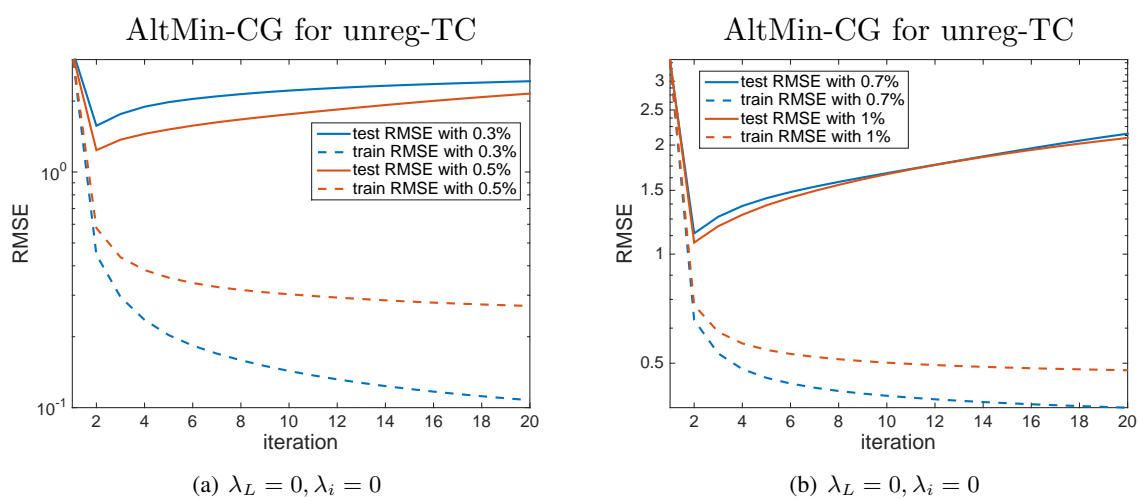 AltMin-CG for unreg-TC
RMSE
10^0
10^-1
test RMSE with 0.3%
train RMSE with 0.3%
test RMSE with 0.5%
train RMSE with 0.5%
2 4 6 8 10 12 14 16 18 20
iteration
(a) λ_L = 0, λ_i = 0
AltMin-CG for unreg-TC
RMSE
3
2.5
2
1.5
1
0.5
test RMSE with 0.7%
train RMSE with 0.7%
test RMSE with 1%
train RMSE with 1%
2 4 6 8 10 12 14 16 18 20
iteration
(b) λ_L = 0, λ_i = 0